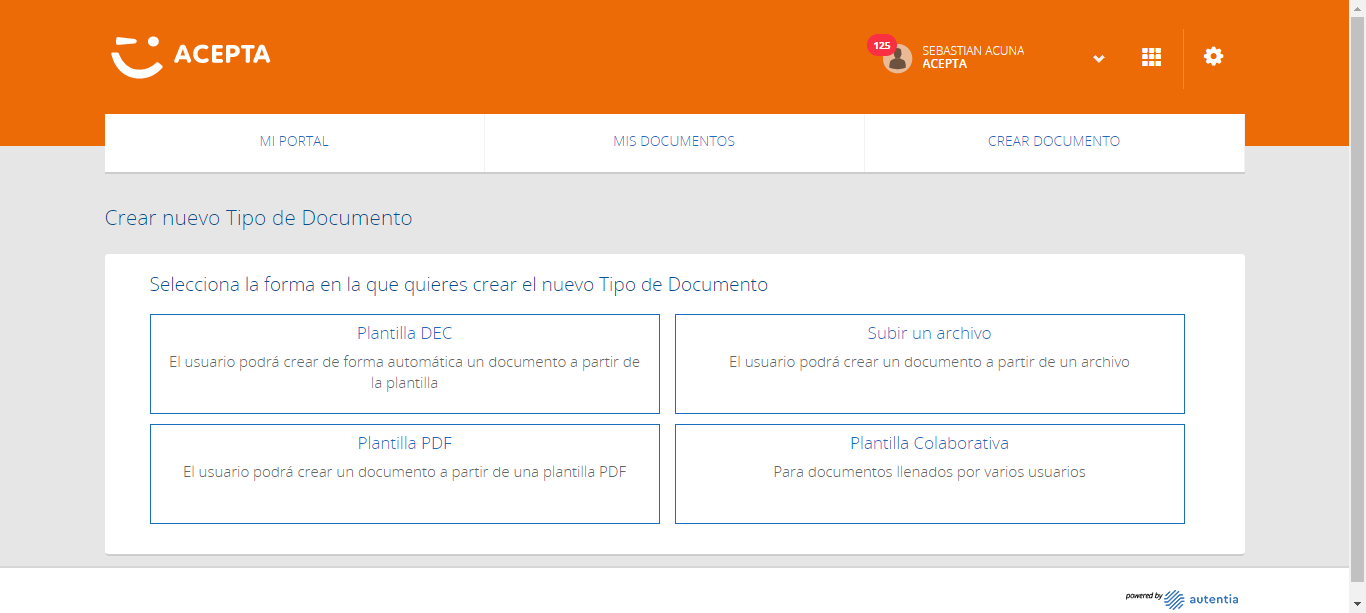 ACEPTA
125
SEBASTIAN ACUNA
ACEPTA
MI PORTAL
MIS DOCUMENTOS
CREAR DOCUMENTO
Crear nuevo Tipo de Documento
Selecciona la forma en la que quieres crear el nuevo Tipo de Documento
Plantilla DEC
El usuario podrá crear de forma automática un documento a partir de
la plantilla
Subir un archivo
El usuario podrá crear un documento a partir de un archivo
Plantilla PDF
El usuario podrá crear un documento a partir de una plantilla PDF
Plantilla Colaborativa
Para documentos llenados por varios usuarios
powered by autentia